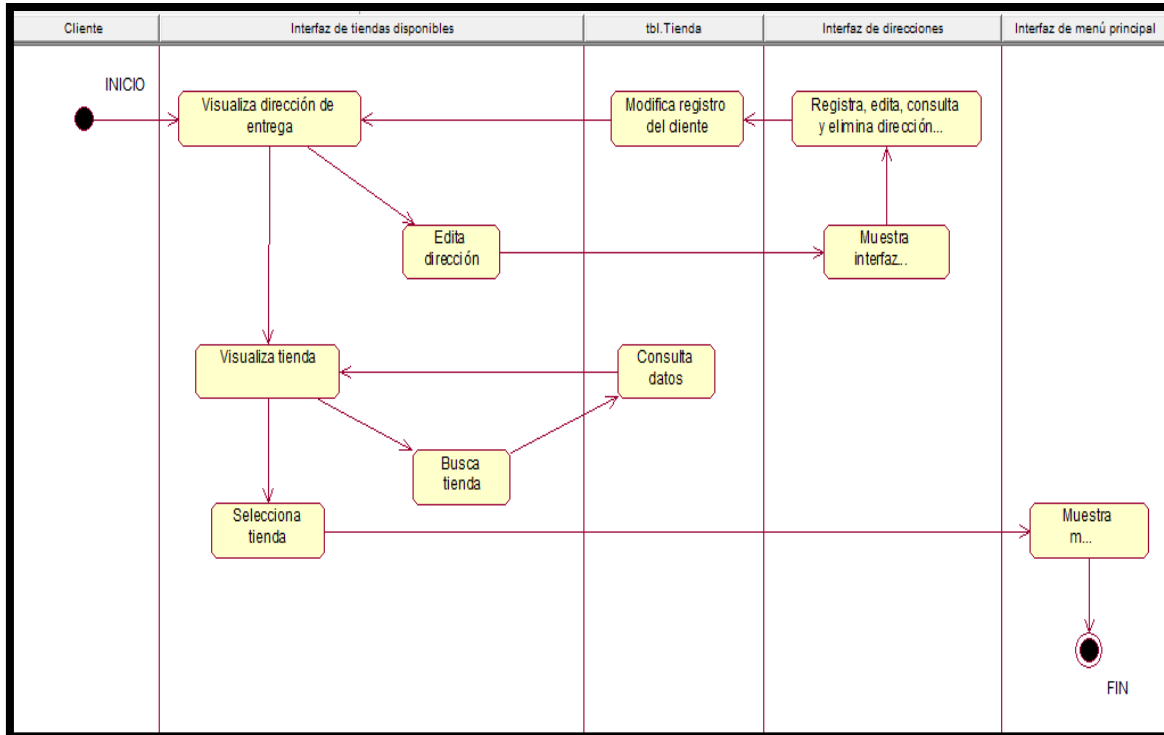 Cliente
Interfaz de tiendas disponibles
tbl.Tienda
Interfaz de direcciones
Interfaz de menú principal
INICIO
Visualiza dirección de
entrega
Modifica registro
del cliente
Registra, edita, consulta
y elimina dirección...
Edita
dirección
Muestra
interfaz...
Visualiza tienda
Consulta
datos
Busca
tienda
Selecciona
tienda
Muestra
m...
FIN